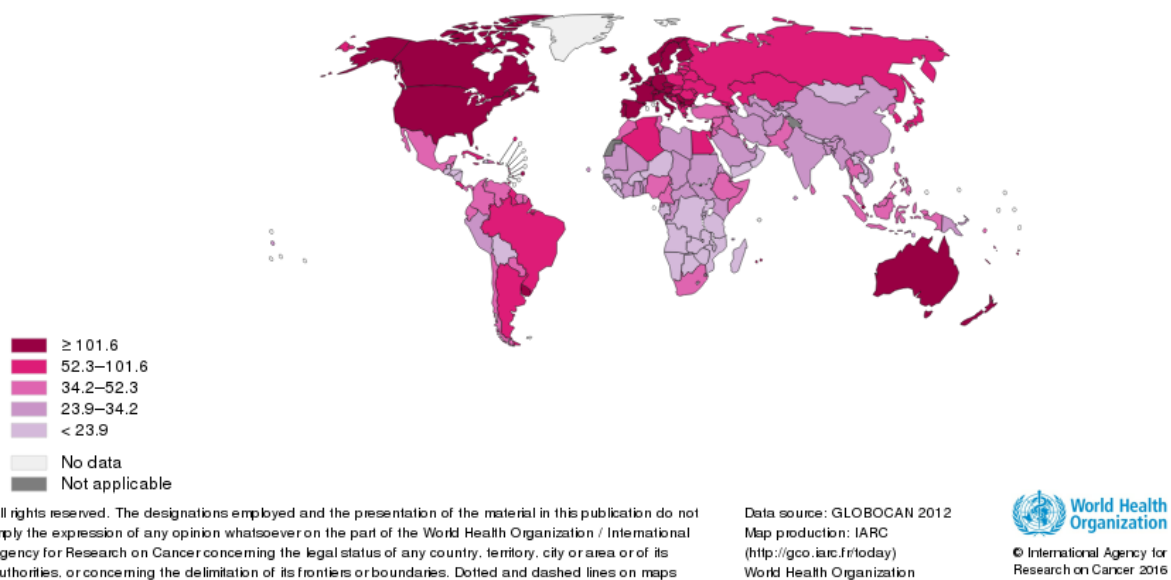 ≥ 101.6
52.3–101.6
34.2–52.3
23.9–34.2
< 23.9
No data
Not applicable
ll rights reserved. The designations employed and the presentation of the material in this publication do not
mply the expression of any opinion whatsoever on the part of the World Health Organization / International
gency for Research on Cancer concerning the legal status of any country, territory, city or area or of its
uthorities, or concerning the delimitation of its frontiers or boundaries. Dotted and dashed lines on maps
Data source: GLOBOCAN 2012
Map production: IARC
(http://gco.iarc.fr/today)
World Health Organization
World Health
Organization
© International Agency for
Research on Cancer 2016